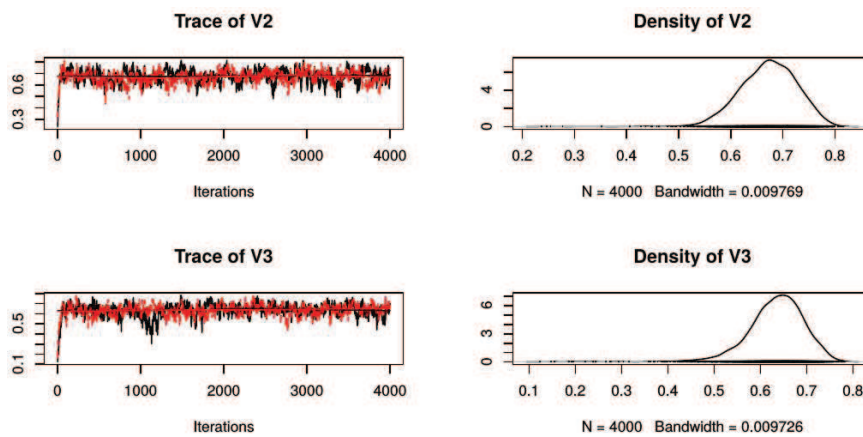 Trace of V2
0.3 0.6
0 1000 2000 3000 4000
Iterations
Density of V2
0 4
0.2 0.3 0.4 0.5 0.6 0.7 0.8
N = 4000 Bandwidth = 0.009769
Trace of V3
0.1 0.5
0 1000 2000 3000 4000
Iterations
Density of V3
0 3 6
0.1 0.2 0.3 0.4 0.5 0.6 0.7 0.8
N = 4000 Bandwidth = 0.009726